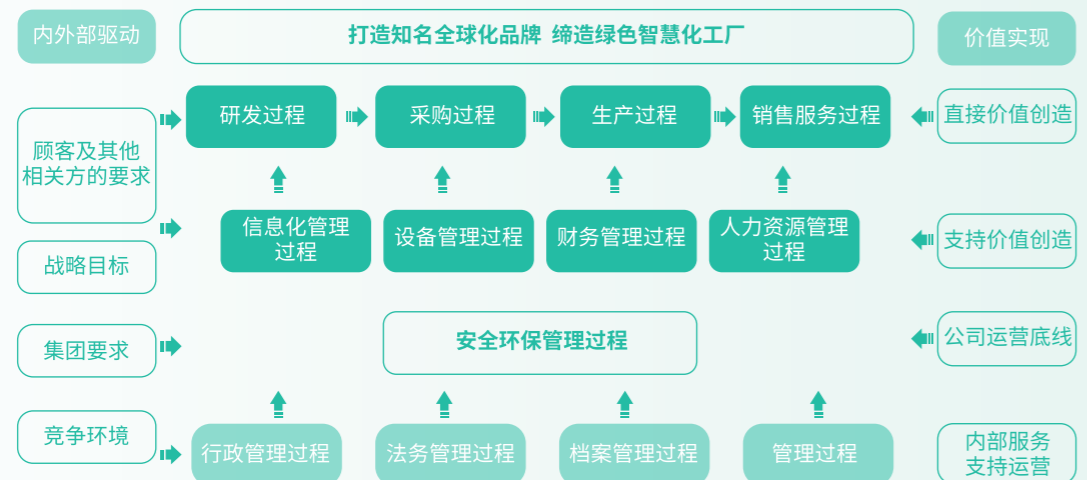 内外部驱动
打造知名全球化品牌 缔造绿色智慧化工厂
价值实现
研发过程
采购过程
生产过程
销售服务过程
直接价值创造
顾客及其他
相关方的要求
信息化管理
过程
设备管理过程
财务管理过程
人力资源管理
过程
支持价值创造
战略目标
集团要求
安全环保管理过程
公司运营底线
竞争环境
行政管理过程
法务管理过程
档案管理过程
管理过程
内部服务
支持运营